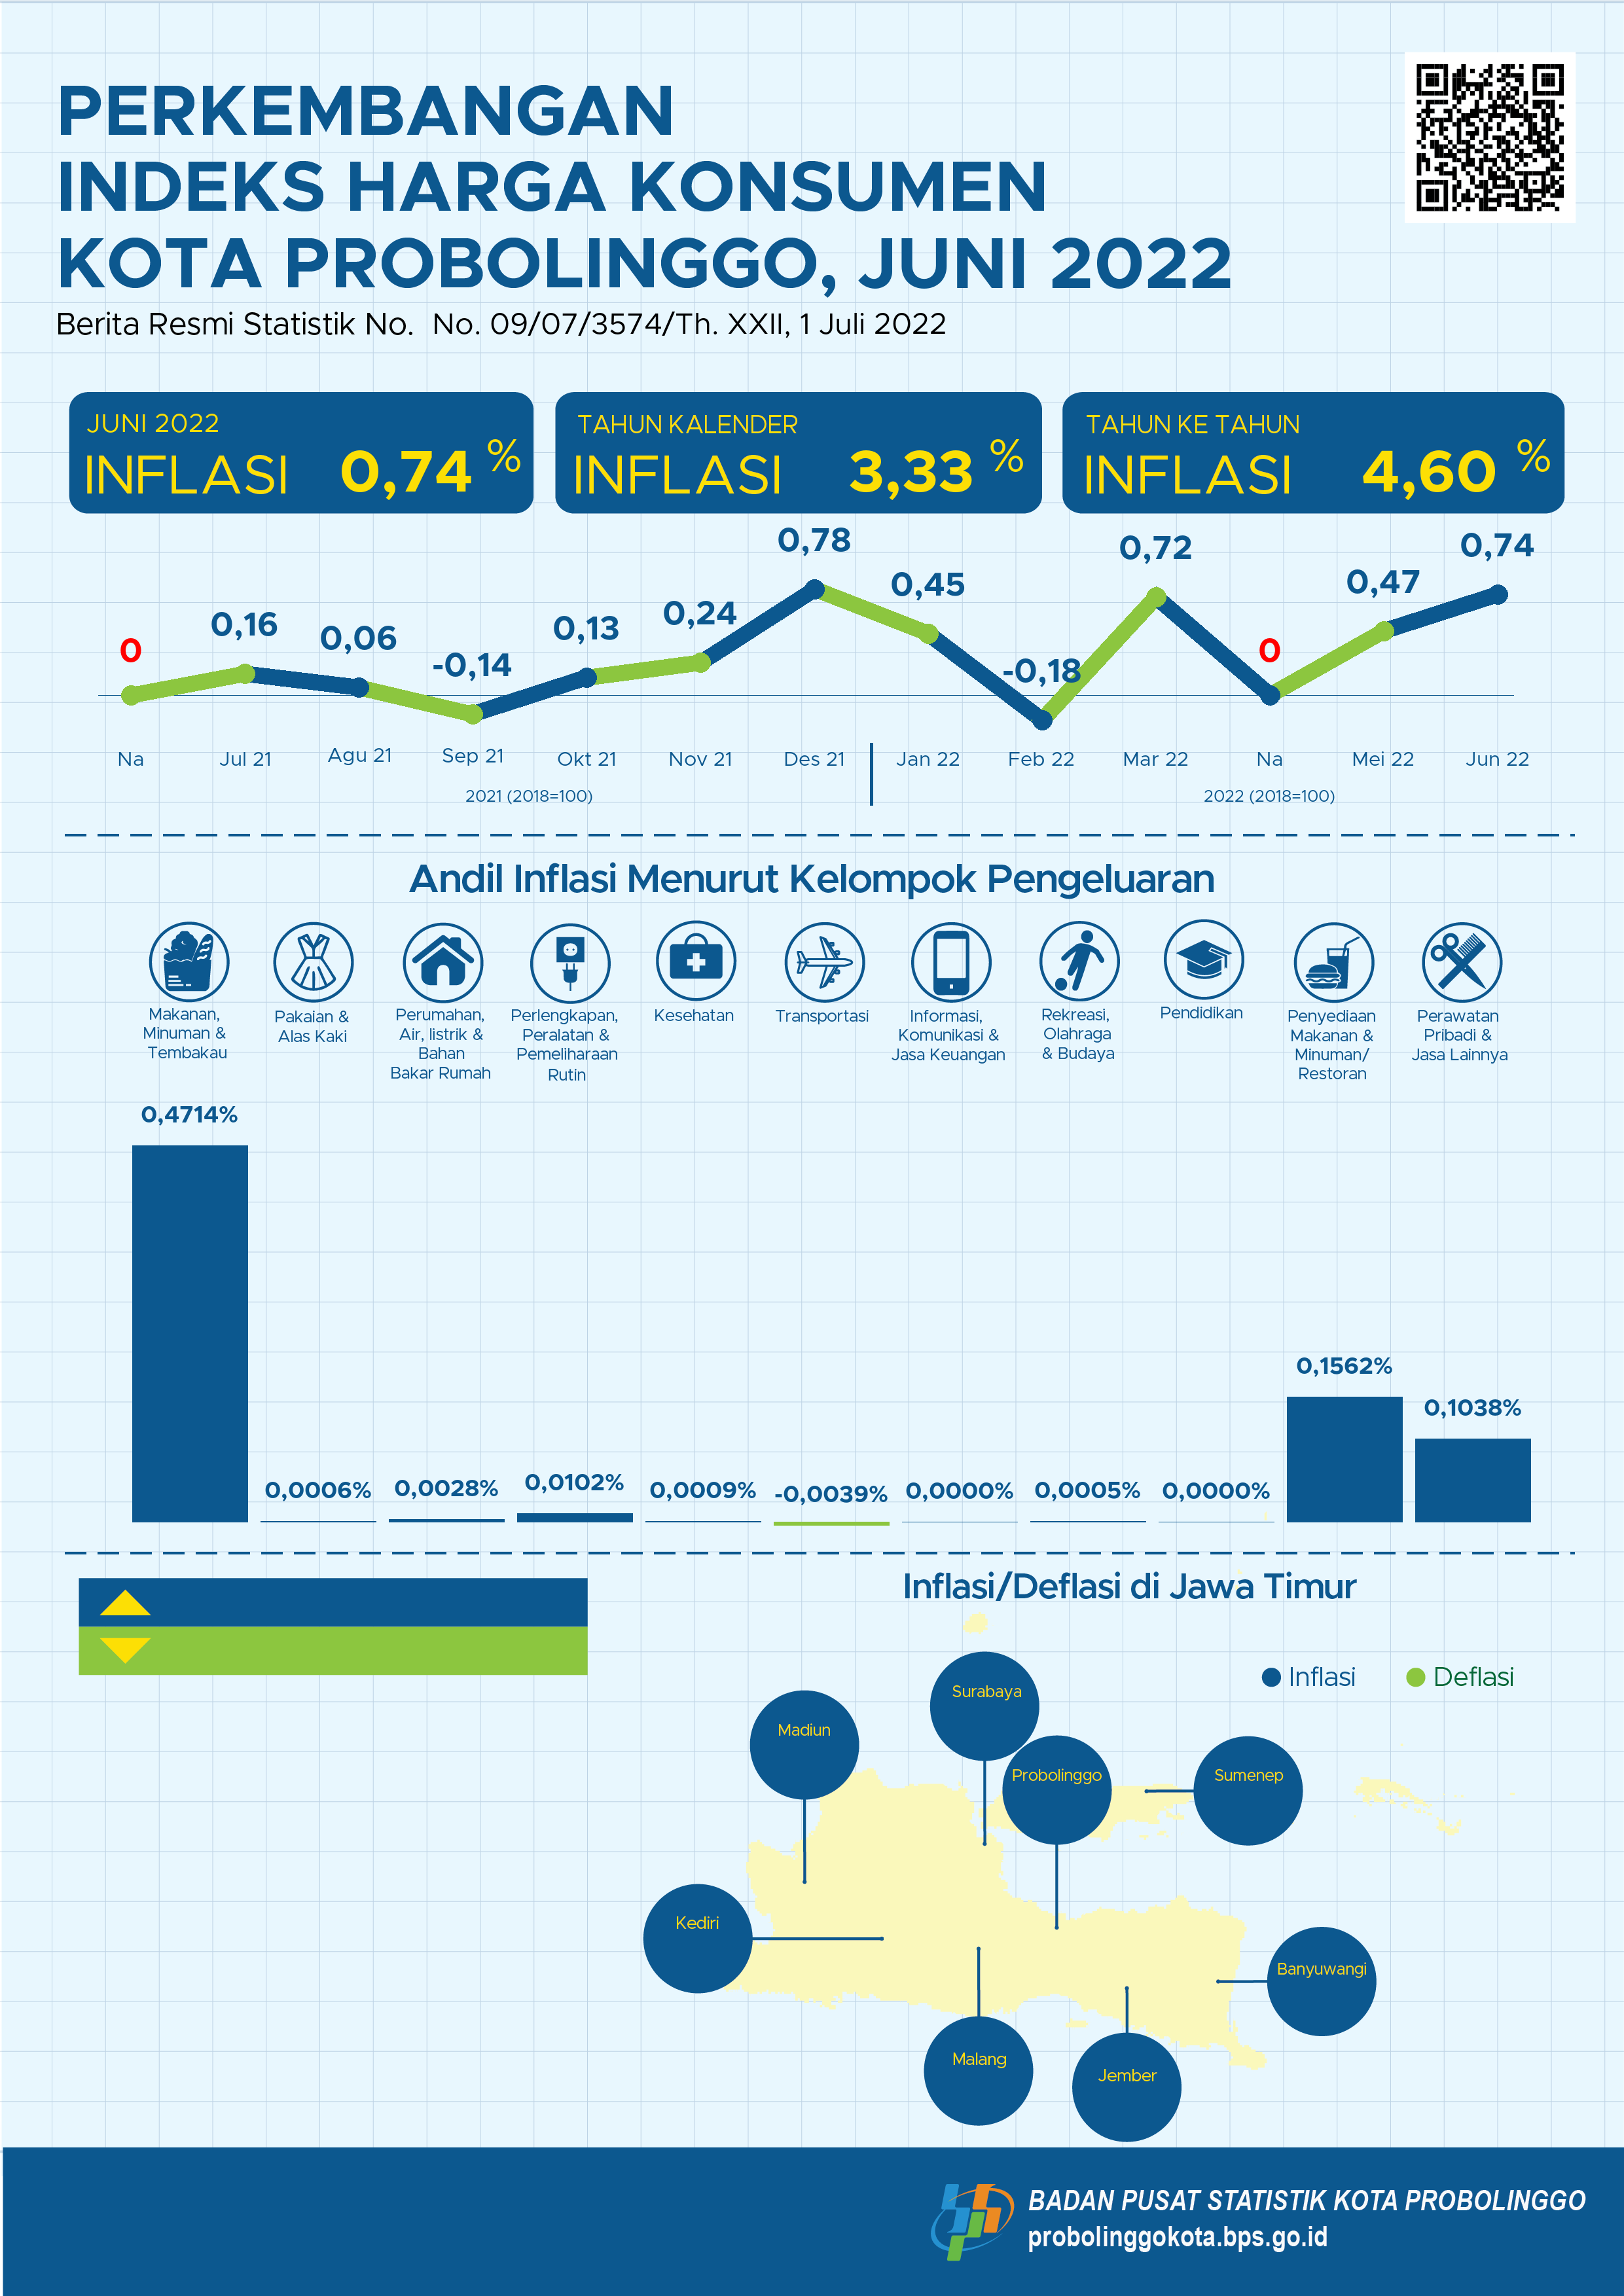 PERKEMBANGAN
INDEKS HARGA KONSUMEN
KOTA PROBOLINGGO, JUNI 2022
Berita Resmi Statistik No. No. 09/07/3574/Th. XXII, 1 Juli 2022
JUNI 2022
INFLASI 0,74 %
TAHUN KALENDER
INFLASI 3,33 %
TAHUN KE TAHUN
INFLASI 4,60 %
0 0,16 0,06 -0,14 0,13 0,24 0,78 0,45 -0,18 0,72 0 0,47 0,74
Na Jul 21 Agu 21 Sep 21 Okt 21 Nov 21 Des 21 Jan 22 Feb 22 Mar 22 Na Mei 22 Jun 22
2021 (2018=100) 2022 (2018=100)
Andil Inflasi Menurut Kelompok Pengeluaran
Makanan,
Minuman &
Tembakau
Pakaian &
Alas Kaki
Perumahan,
Air, listrik &
Bahan
Bakar Rumah
Perlengkapan,
Peralatan &
Pemeliharaan
Rutin
Kesehatan
Transportasi
Informasi,
Komunikasi &
Jasa Keuangan
Rekreasi,
Olahraga
& Budaya
Pendidikan
Penyediaan
Makanan &
Minuman/
Restoran
Perawatan
Pribadi &
Jasa Lainnya
0,4714% 0,0006% 0,0028% 0,0102% 0,0009% -0,0039% 0,0000% 0,0005% 0,0000% 0,1562% 0,1038%
Inflasi/Deflasi di Jawa Timur
Inflasi Deflasi
Surabaya
Madiun
Probolinggo
Sumenep
Kediri
Banyuwangi
Malang
Jember
BADAN PUSAT STATISTIK KOTA PROBOLINGGO
probolinggokota.bps.go.id